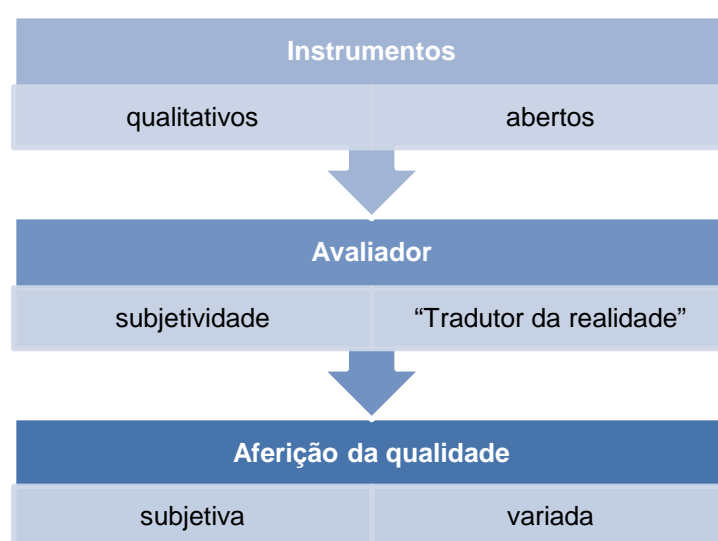 Instrumentos
qualitativos abertos
Avaliador
subjetividade “Tradutor da realidade”
Aferição da qualidade
subjetiva variada